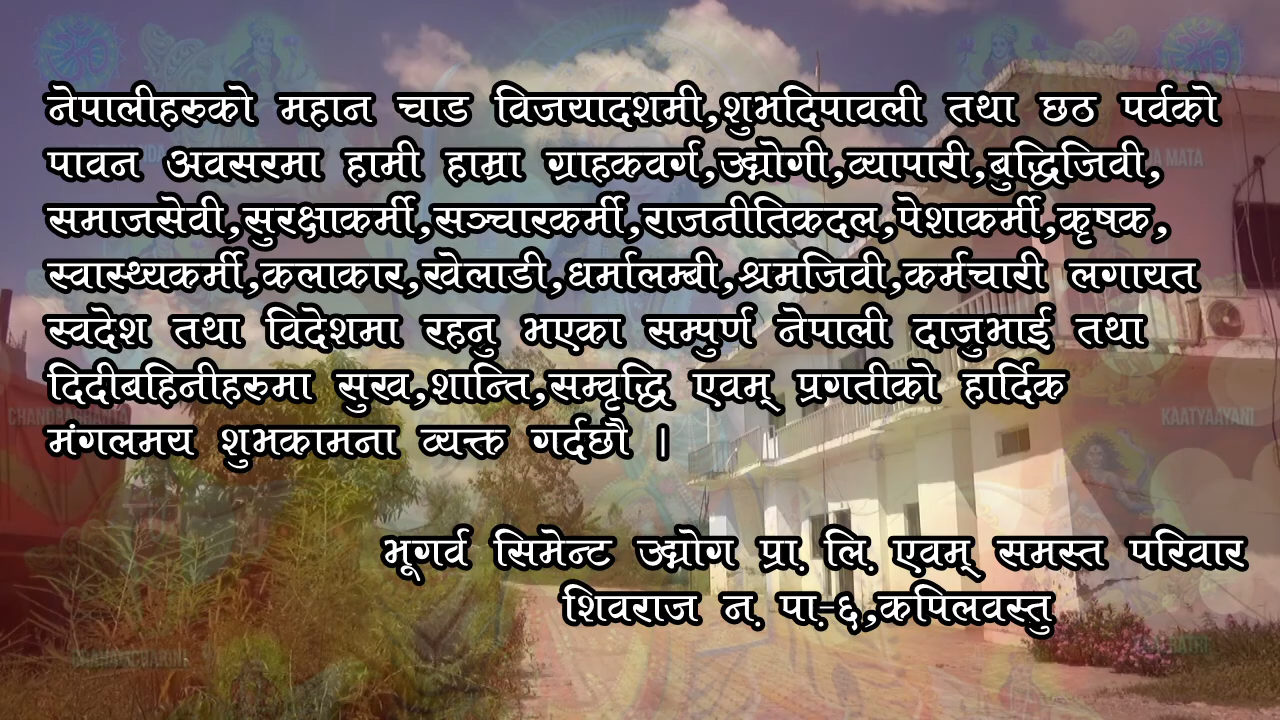 नेपालीहरुको महान चाड विजयादशमी,शुभदिपावली तथा छठ पर्वको
पावन अवसरमा हामी हाम्रा ग्राहकवर्ग,उद्योगी,व्यापारी,बुद्धिजिवी,
समाजसेवी,सुरक्षाकर्मी,सञ्चारकर्मी,राजनीतिकदल,पेशाकर्मी,कृषक,
स्वास्थ्यकर्मी,कलाकार,खेलाडी,धर्मालम्बी,श्रमजिवी,कर्मचारी लगायत
स्वदेश तथा विदेशमा रहनु भएका सम्पुर्ण नेपाली दाजुभाई तथा
दिदीबहिनीहरुमा सुख,शान्ति,सम्वृद्धि एवम् प्रगतीको हार्दिक
मंगलमय शुभकामना व्यक्त गर्दछौ ।
भूगर्व सिमेन्ट उद्योग प्रा. लि. एवम् समस्त परिवार
शिवराज न. पा.-६,कपिलवस्तु
KAATYAAYANI